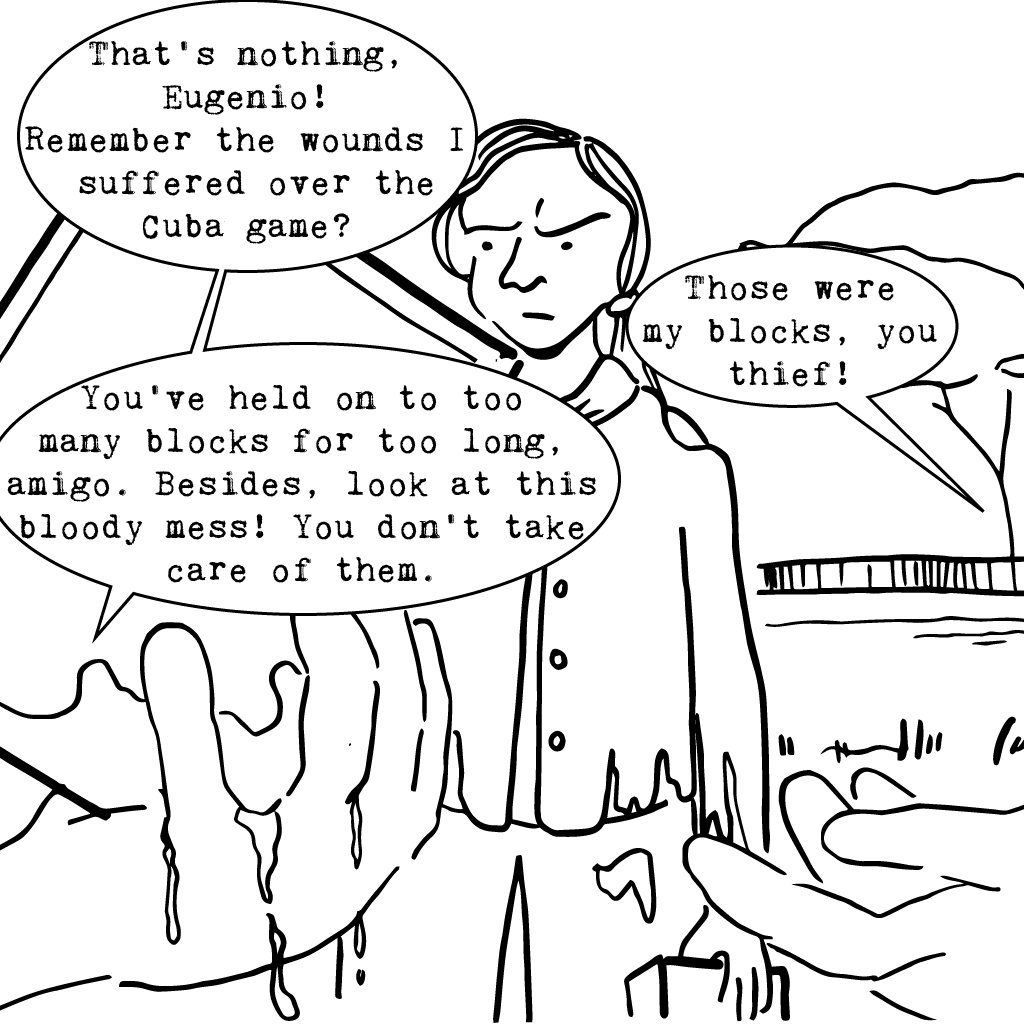 That's nothing,
Eugenio!
Remember the wounds I
suffered over the
Cuba game?
Those were
my blocks, you
thief!
You've held on to too
many blocks for too long,
amigo. Besides, look at this
bloody mess! You don't take
care of them.